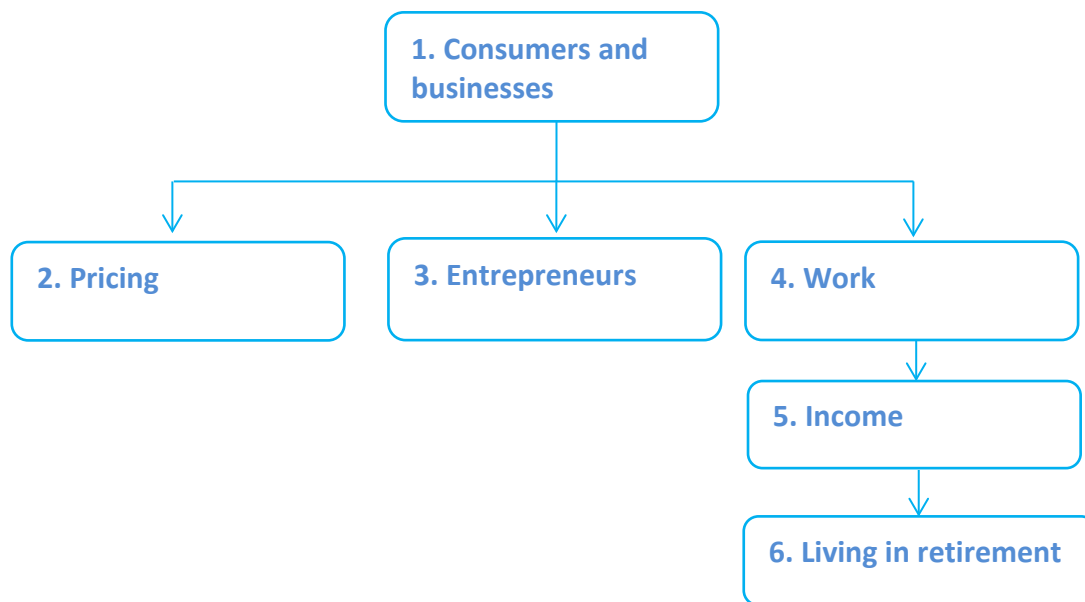 1. Consumers and
businesses
2. Pricing
3. Entrepreneurs
4. Work
5. Income
6. Living in retirement